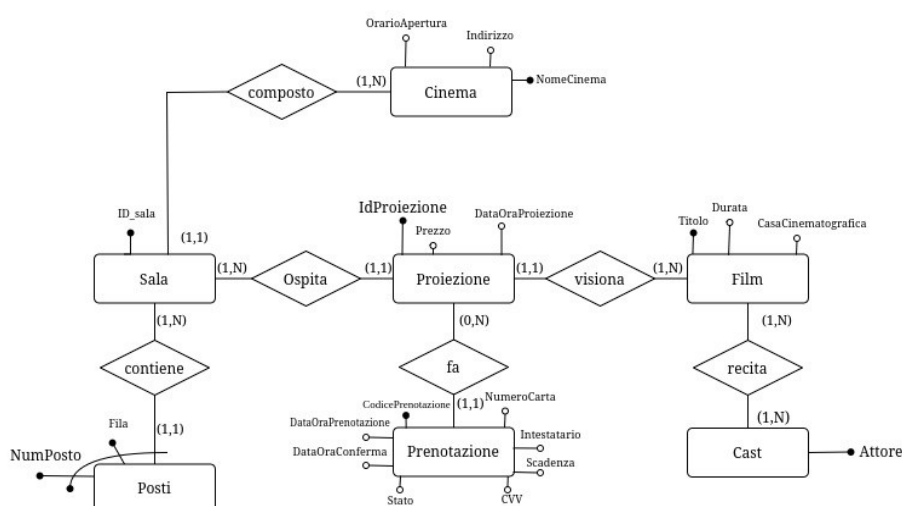 OrarioApertura
Indirizzo
composto
(1,N)
Cinema
NomeCinema
ID_sala
(1,1)
IdProiezione
Prezzo
DataOraProiezione
Titolo
Durata
CasaCinematografica
Sala
(1,N)
Ospita
(1,1)
Proiezione
(1,1)
visiona
(1,N)
Film
(1,N)
(0,N)
(1,N)
contiene
fa
recita
(1,1)
Fila
NumPosto
Posti
CodicePrenotazione
(1,1)
NumeroCarta
DataOraPrenotazione
Intestatario
DataOraConferma
Prenotazione
Scadenza
Stato
CVV
(1,N)
Cast
Attore